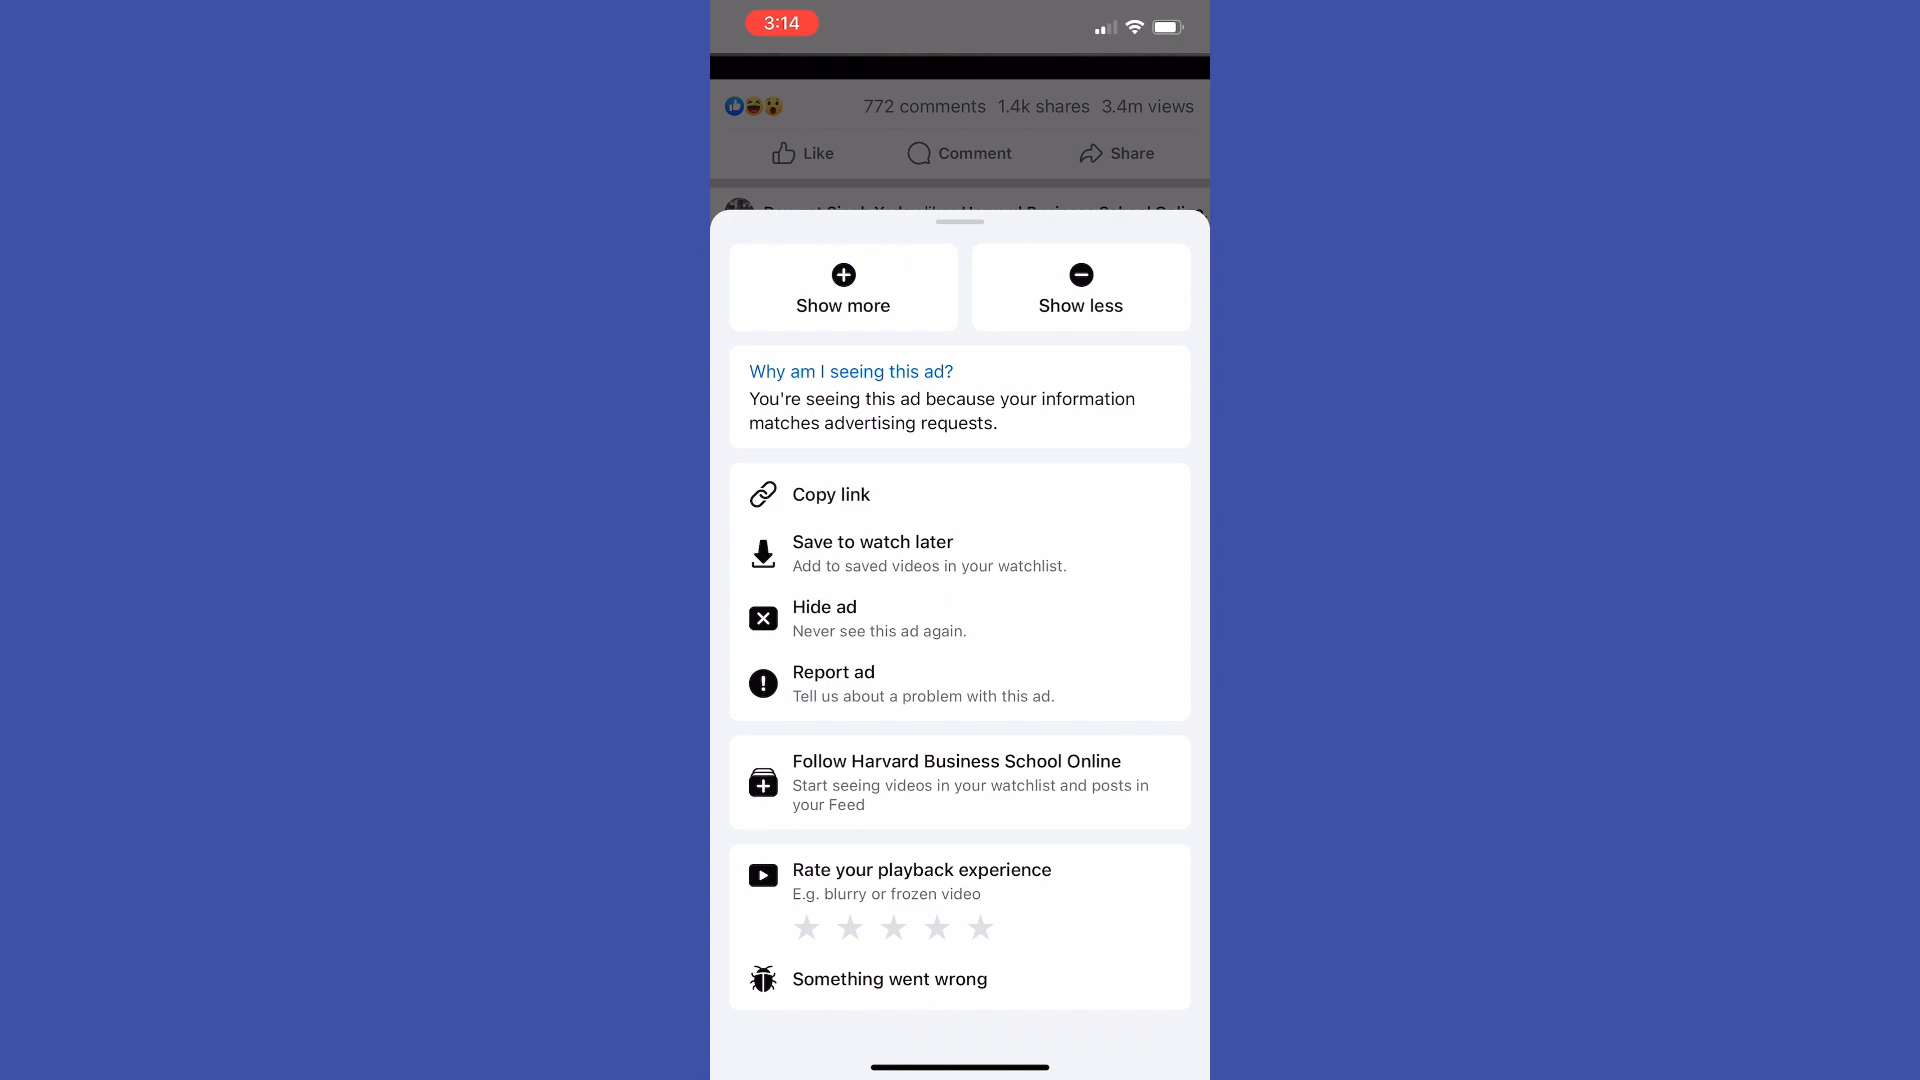 3:14
772 comments 1.4k shares 3.4m views
Like Comment Share
Show more Show less
Why am I seeing this ad?
You're seeing this ad because your information
matches advertising requests.
Copy link
Save to watch later
Add to saved videos in your watchlist.
Hide ad
Never see this ad again.
Report ad
Tell us about a problem with this ad.
Follow Harvard Business School Online
Start seeing videos in your watchlist and posts in
your Feed
Rate your playback experience
E.g. blurry or frozen video
Something went wrong